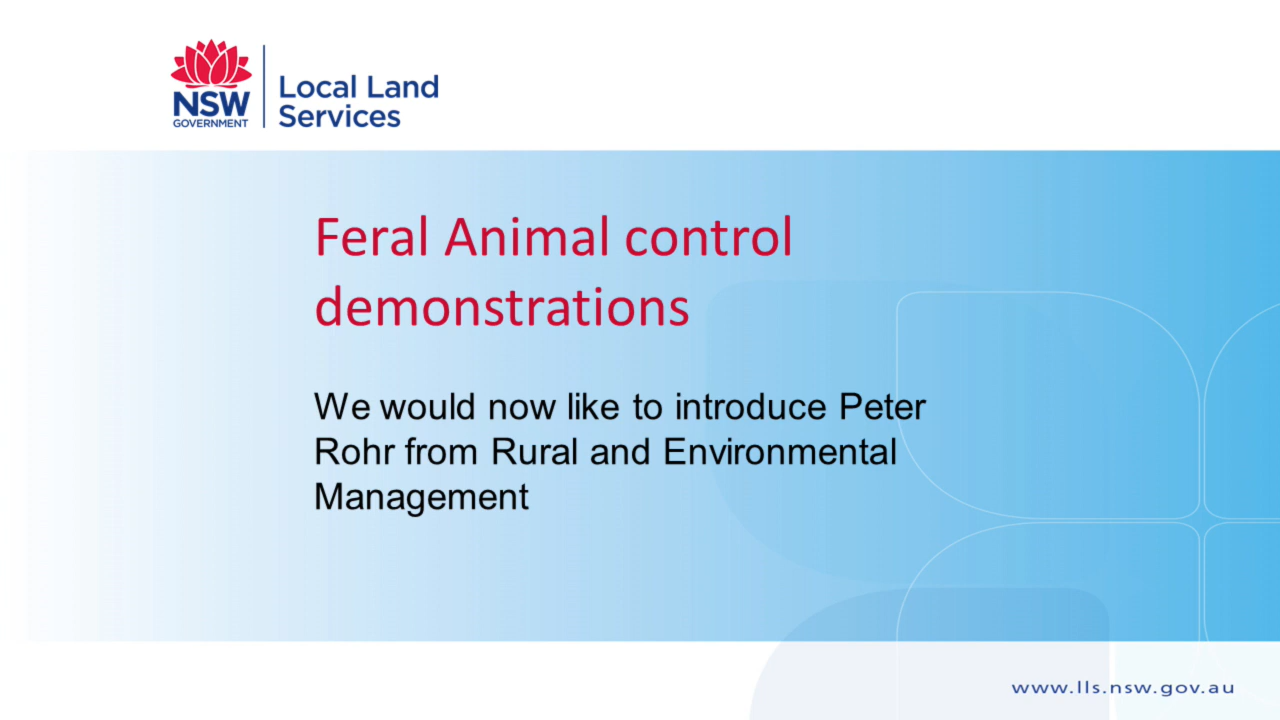 NSW
GOVERNMENT
Local Land
Services
Feral Animal control
demonstrations
We would now like to introduce Peter
Rohr from Rural and Environmental
Management
www.lls.nsw.gov.au